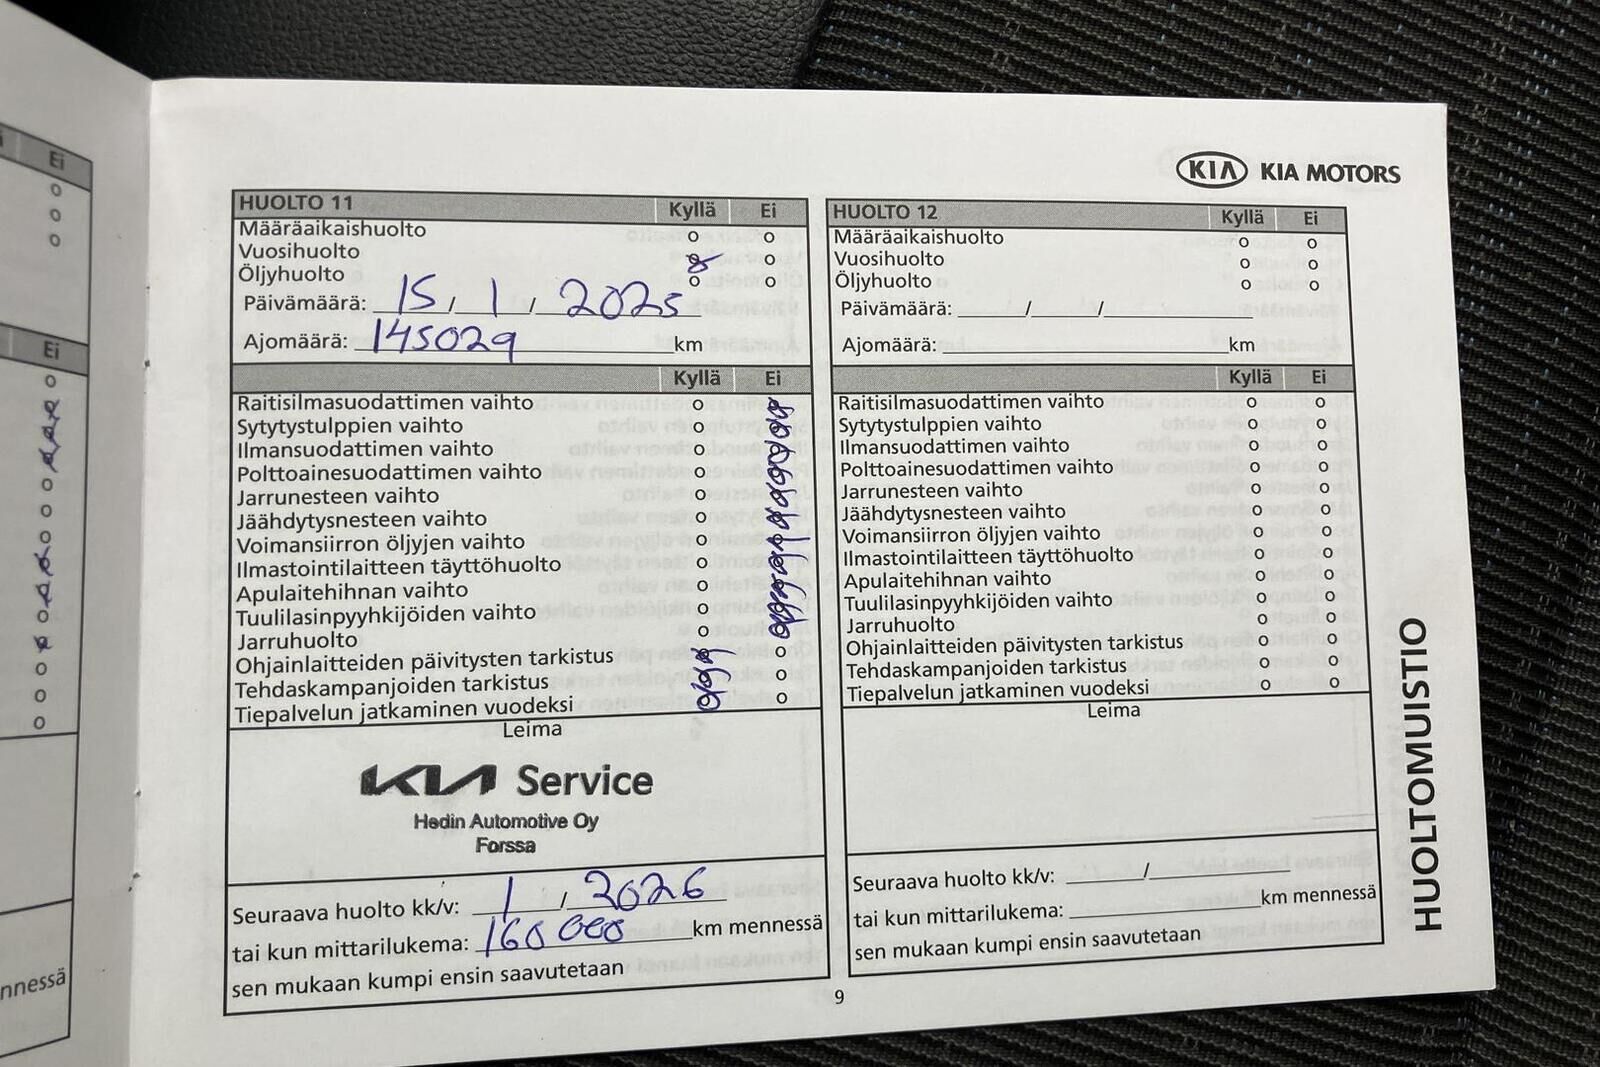 Ei
Ei
nnessä
KIA KIA MOTORS
HUOLTO 11 Kyllä Ei
Määräaikaishuolto o o
Vuosihuolto o
Öljyhuolto o o
Päivämäärä: 15 / 1 / 2025
Ajomäärä: 145029 km
Kyllä Ei
Raitisilmasuodattimen vaihto
Sytytystulppien vaihto
Ilmansuodattimen vaihto
Polttoainesuodattimen vaihto
Jarrunesteen vaihto
Jäähdytysnesteen vaihto
Voimansiirron öljyjen vaihto
Ilmastointilaitteen täyttöhuolto
Apulaitehihnan vaihto
Tuulilasinpyyhkijöiden vaihto
Jarruhuolto
Ohjainlaitteiden päivitysten tarkistus
Tehdaskampanjoiden tarkistus
Tiepalvelun jatkaminen vuodeksi
Leima
KIA Service
Hedin Automotive Oy
Forssa
Seuraava huolto kk/v: 1 / 2026
tai kun mittarilukema: 160 000 km mennessä
sen mukaan kumpi ensin saavutetaan
HUOLTO 12 Kyllä Ei
Määräaikaishuolto o o
Vuosihuolto o o
Öljyhuolto o o
Päivämäärä: / /
Ajomäärä: km
Kyllä Ei
Raitisilmasuodattimen vaihto o o
Sytytystulppien vaihto o o
Ilmansuodattimen vaihto o o
Polttoainesuodattimen vaihto o o
Jarrunesteen vaihto o o
Jäähdytysnesteen vaihto o o
Voimansiirron öljyjen vaihto o o
Ilmastointilaitteen täyttöhuolto o o
Apulaitehihnan vaihto o o
Tuulilasinpyyhkijöiden vaihto o o
Jarruhuolto o o
Ohjainlaitteiden päivitysten tarkistus o o
Tehdaskampanjoiden tarkistus o o
Tiepalvelun jatkaminen vuodeksi o o
Leima
Seuraava huolto kk/v: /
tai kun mittarilukema: km mennessä
sen mukaan kumpi ensin saavutetaan
HUOLTOMUISTIO
9